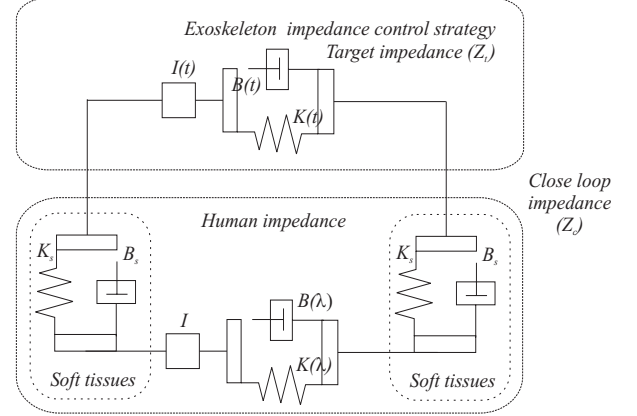 Exoskeleton impedance control strategy
Target impedance (Zₜ)
I(t)
B(t)
K(t)
Close loop
impedance
(Z꜀)
Human impedance
Kₛ
Bₛ
Kₛ
Bₛ
I
B(λ)
K(λ)
Soft tissues
Soft tissues